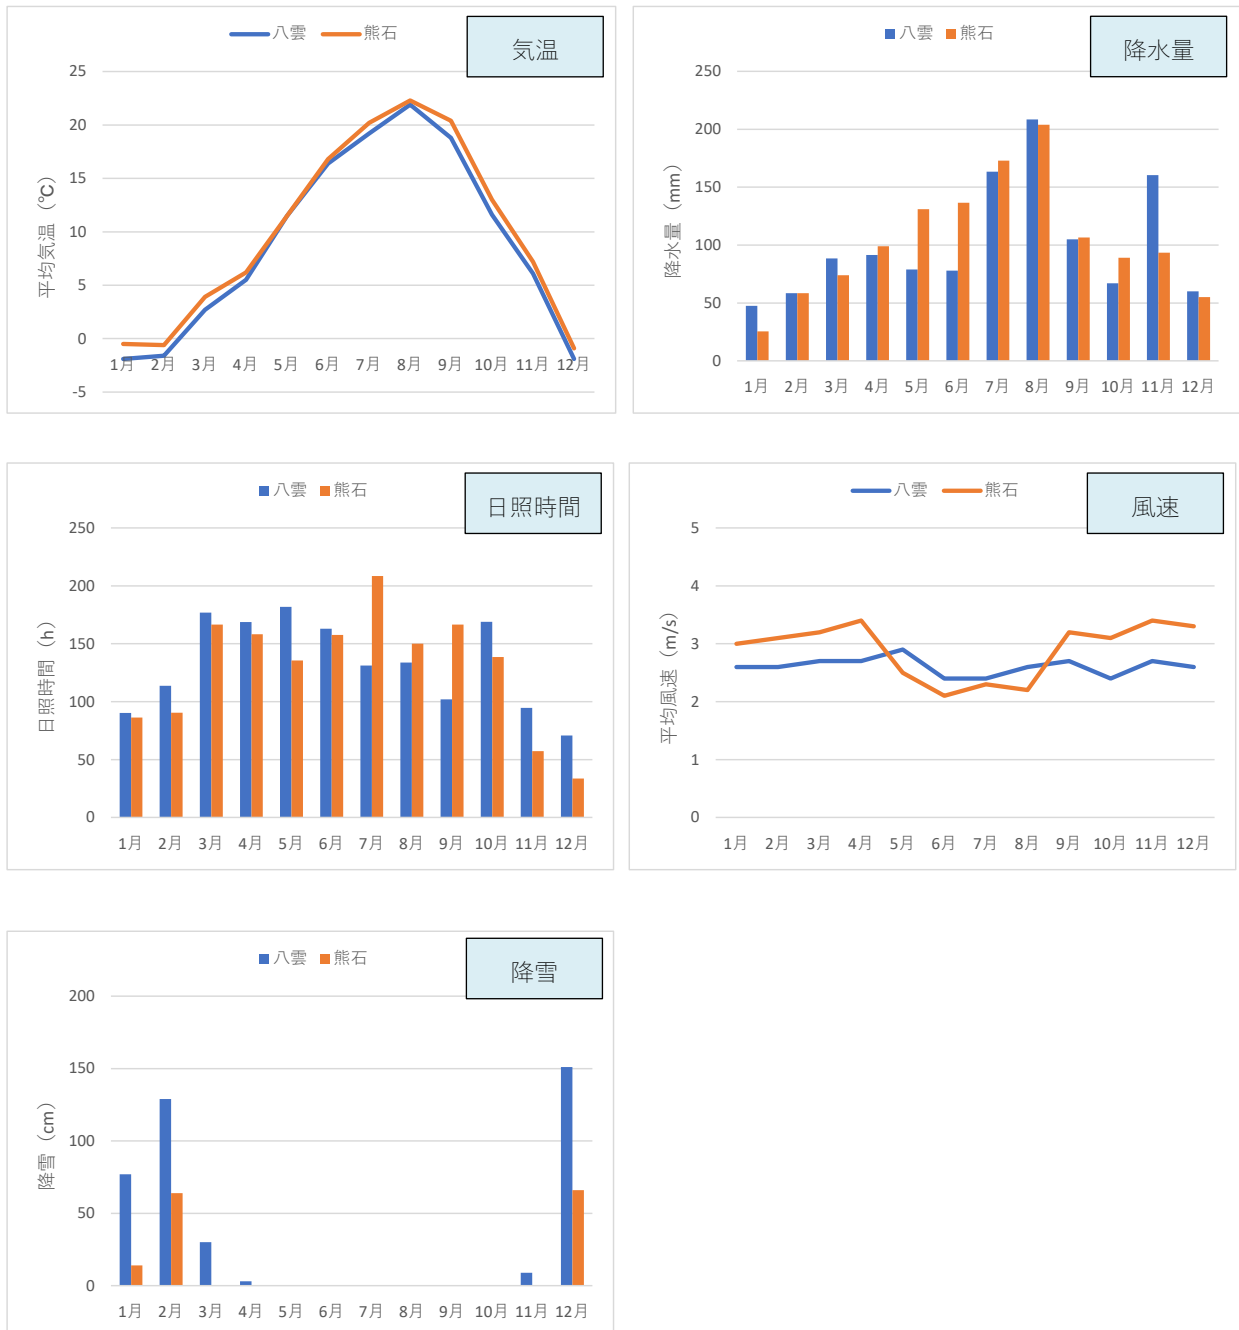 八雲 熊石
気温
25
20
15
10
5
0
-5
平均気温（℃）
1月 2月 3月 4月 5月 6月 7月 8月 9月 10月 11月 12月
八雲 熊石
降水量
250
200
150
100
50
0
降水量（mm）
1月 2月 3月 4月 5月 6月 7月 8月 9月 10月 11月 12月
八雲 熊石
日照時間
250
200
150
100
50
0
日照時間（h）
1月 2月 3月 4月 5月 6月 7月 8月 9月 10月 11月 12月
八雲 熊石
風速
5
4
3
2
1
0
平均風速（m/s）
1月 2月 3月 4月 5月 6月 7月 8月 9月 10月 11月 12月
八雲 熊石
降雪
200
150
100
50
0
降雪（cm）
1月 2月 3月 4月 5月 6月 7月 8月 9月 10月 11月 12月